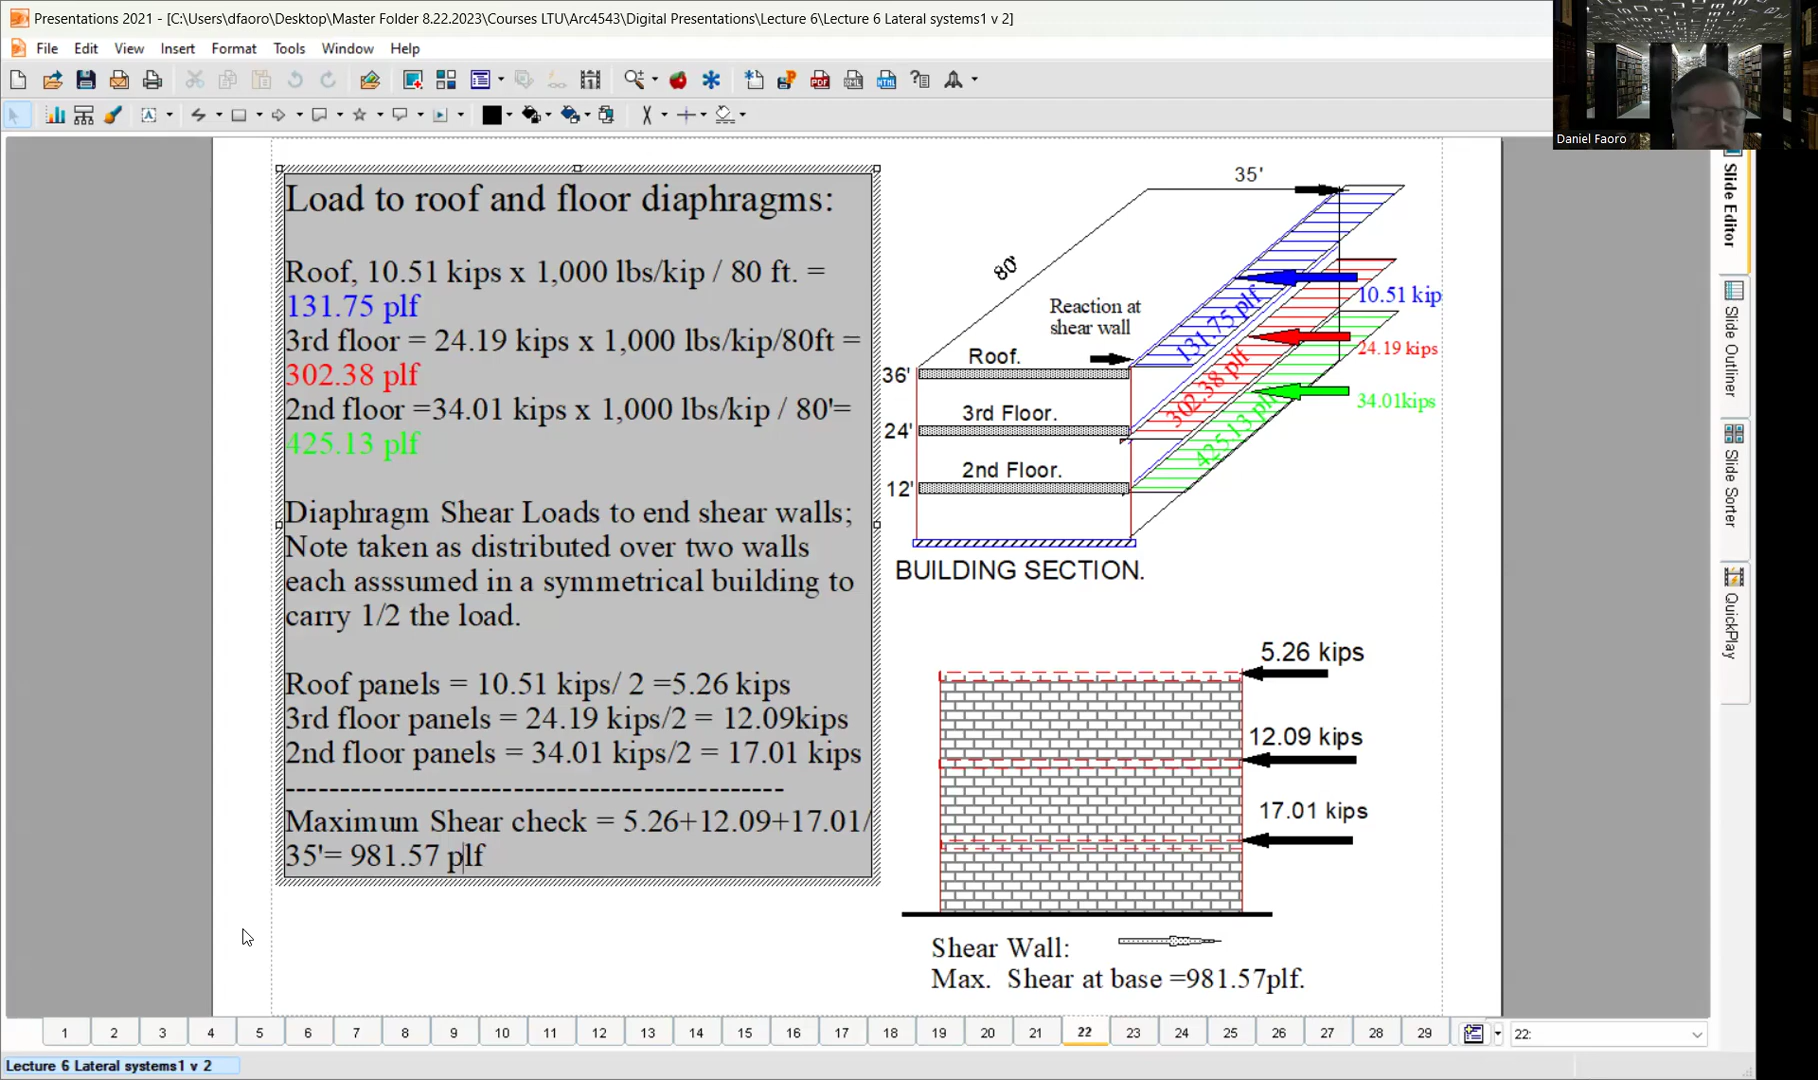 Presentations 2021 - [C:\Users\dfaoro\Desktop\Master Folder 8.22.2023\Courses LTU\Arc4543\Digital Presentations\Lecture 6\Lecture 6 Lateral systems1 v 2]
File Edit View Insert Format Tools Window Help
Daniel Faoro
Load to roof and floor diaphragms:
Roof, 10.51 kips x 1,000 lbs/kip / 80 ft. =
131.75 plf
3rd floor = 24.19 kips x 1,000 lbs/kip/80ft =
302.38 plf
2nd floor =34.01 kips x 1,000 lbs/kip / 80'=
425.13 plf
Diaphragm Shear Loads to end shear walls;
Note taken as distributed over two walls
each asssumed in a symmetrical building to
carry 1/2 the load.
Roof panels = 10.51 kips/ 2 =5.26 kips
3rd floor panels = 24.19 kips/2 = 12.09kips
2nd floor panels = 34.01 kips/2 = 17.01 kips
----------------------------------------------
Maximum Shear check = 5.26+12.09+17.01/
35'= 981.57 plf
35'
80'
Reaction at
shear wall
Roof.
36'
3rd Floor.
24'
2nd Floor.
12'
131.75 plf
302.38 plf
425.13 plf
10.51 kip
24.19 kips
34.01kips
BUILDING SECTION.
5.26 kips
12.09 kips
17.01 kips
Shear Wall:
Max. Shear at base =981.57plf.
Slide Editor
Slide Outliner
Slide Sorter
QuickPlay
1 2 3 4 5 6 7 8 9 10 11 12 13 14 15 16 17 18 19 20 21 22 23 24 25 26 27 28 29 22:
Lecture 6 Lateral systems1 v 2